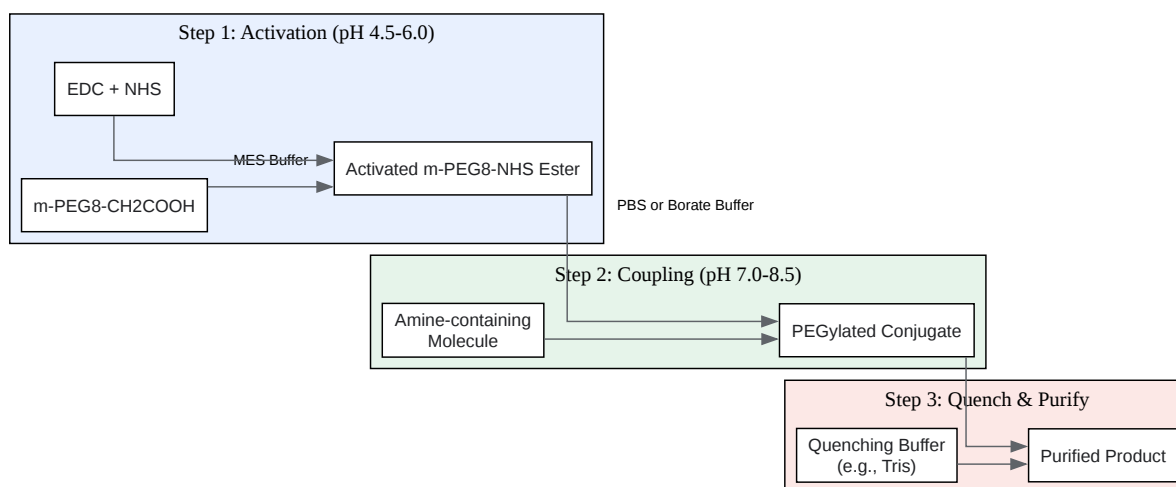 Step 1: Activation (pH 4.5-6.0)
EDC + NHS
MES Buffer
Activated m-PEG8-NHS Ester
m-PEG8-CH2COOH
PBS or Borate Buffer
Step 2: Coupling (pH 7.0-8.5)
Amine-containing
Molecule
PEGylated Conjugate
Step 3: Quench & Purify
Quenching Buffer
(e.g., Tris)
Purified Product